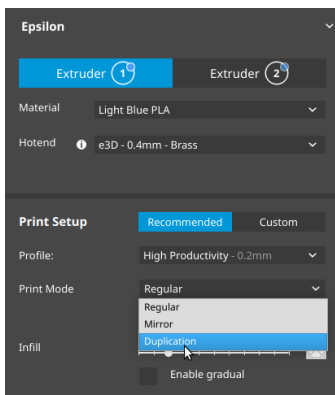 Epsilon
Extruder 1 Extruder 2
Material Light Blue PLA
Hotend i e3D - 0.4mm - Brass
Print Setup Recommended Custom
Profile: High Productivity - 0.2mm
Print Mode Regular
Regular
Mirror
Duplication
Infill
Enable gradual